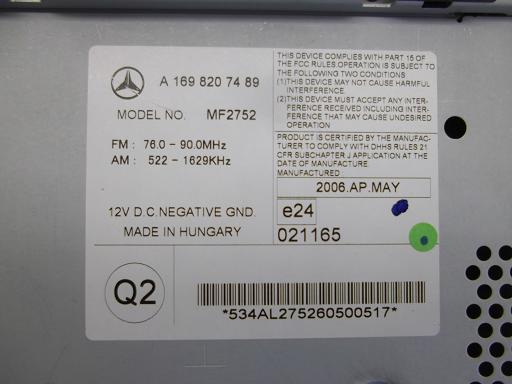 A 169 820 74 89
MODEL NO. MF2752
FM : 76.0 - 90.0MHz
AM : 522 - 1629KHz
12V D.C.NEGATIVE GND.
MADE IN HUNGARY
THIS DEVICE COMPLIES WITH PART 15 OF
THE FCC RULES OPERATION IS SUBJECT TO
THE FOLLOWING TWO CONDITIONS
(1)THIS DEVICE MAY NOT CAUSE HARMFUL
INTERFERENCE.
(2)THIS DEVICE MUST ACCEPT ANY INTER-
FERENCE RECEIVED INCLUDING INTER-
FERENCE THAT MAY CAUSE UNDESIRED
OPERATION
PRODUCT IS CERTIFIED BY THE MANUFAC-
TURER TO COMPLY WITH DHHS RULES 21
CFR SUBCHAPTER J APPLICATION AT THE
DATE OF MANUFACTURE.
MANUFACTURED :
2006.AP.MAY
e24
021165
Q2
*534AL275260500517*